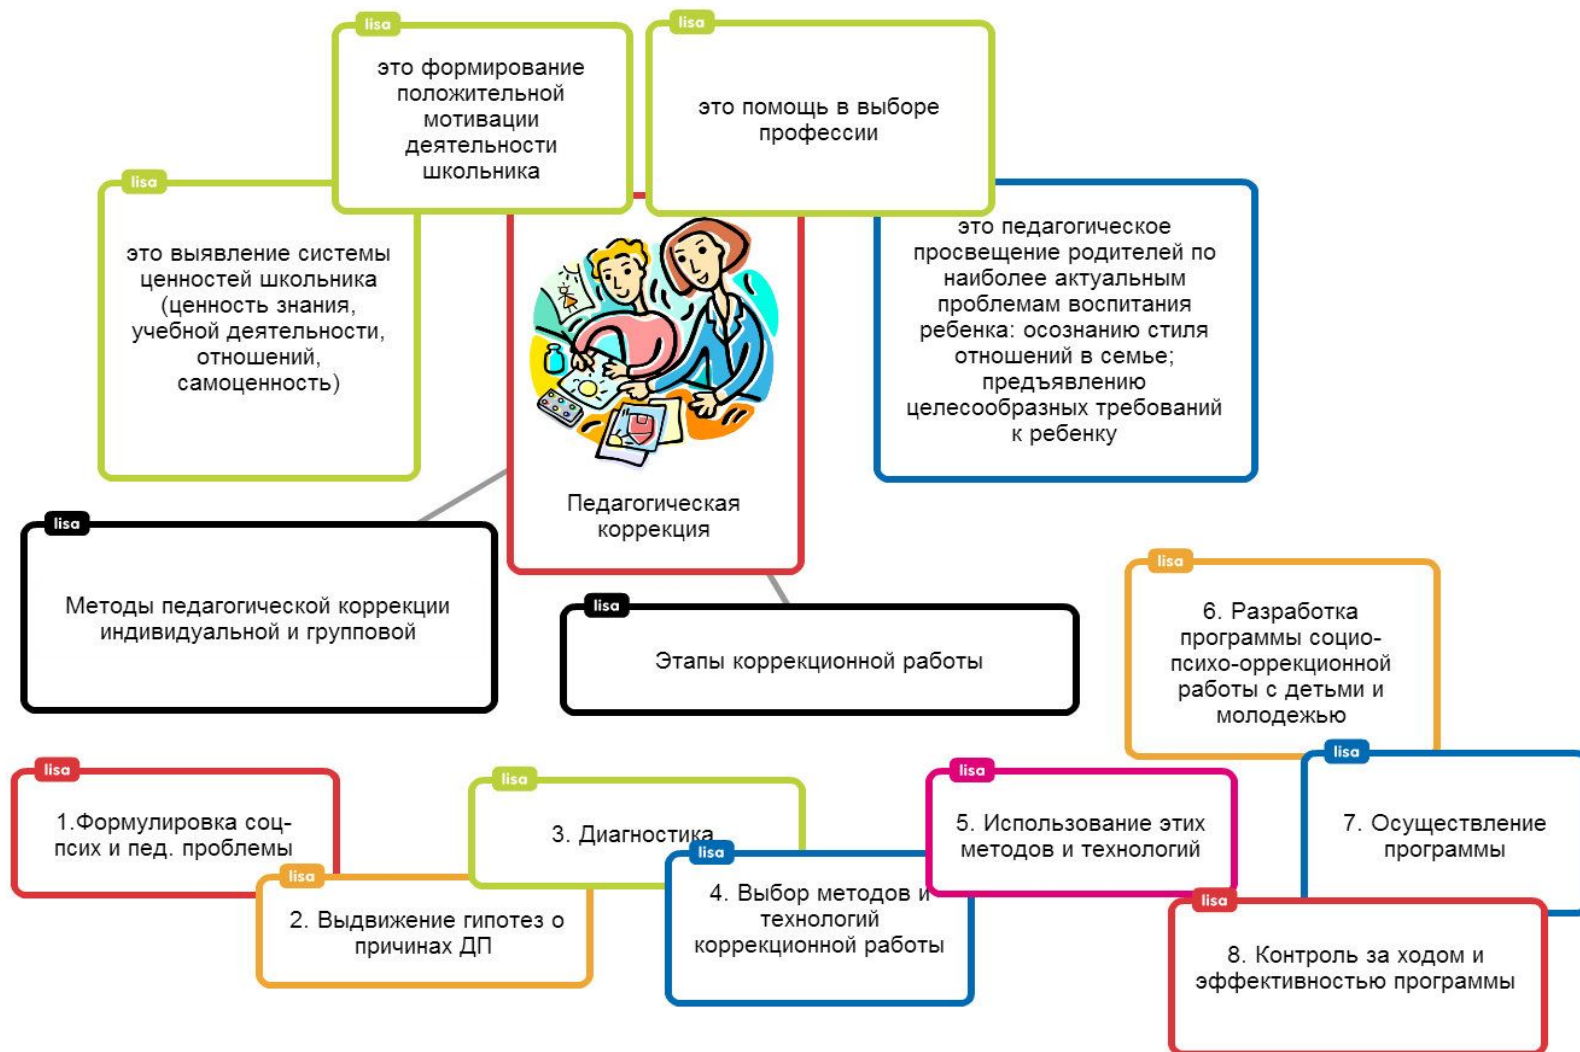 lisa
это формирование
положительной
мотивации
деятельности
школьника
lisa
это помощь в выборе
профессии
lisa
это выявление системы
ценностей школьника
(ценность знания,
учебной деятельности,
отношений,
самоценность)
это педагогическое
просвещение родителей по
наиболее актуальным
проблемам воспитания
ребенка: осознанию стиля
отношений в семье;
предъявлению
целесообразных требований
к ребенку
Педагогическая
коррекция
lisa
Методы педагогической коррекции
индивидуальной и групповой
lisa
Этапы коррекционной работы
lisa
1.Формулировка соц-
псих и пед. проблемы
lisa
2. Выдвижение гипотез о
причинах ДП
lisa
3. Диагностика
lisa
4. Выбор методов и
технологий
коррекционной работы
lisa
5. Использование этих
методов и технологий
lisa
6. Разработка
программы социо-
психо-оррекционной
работы с детьми и
молодежью
lisa
7. Осуществление
программы
lisa
8. Контроль за ходом и
эффективностью программы